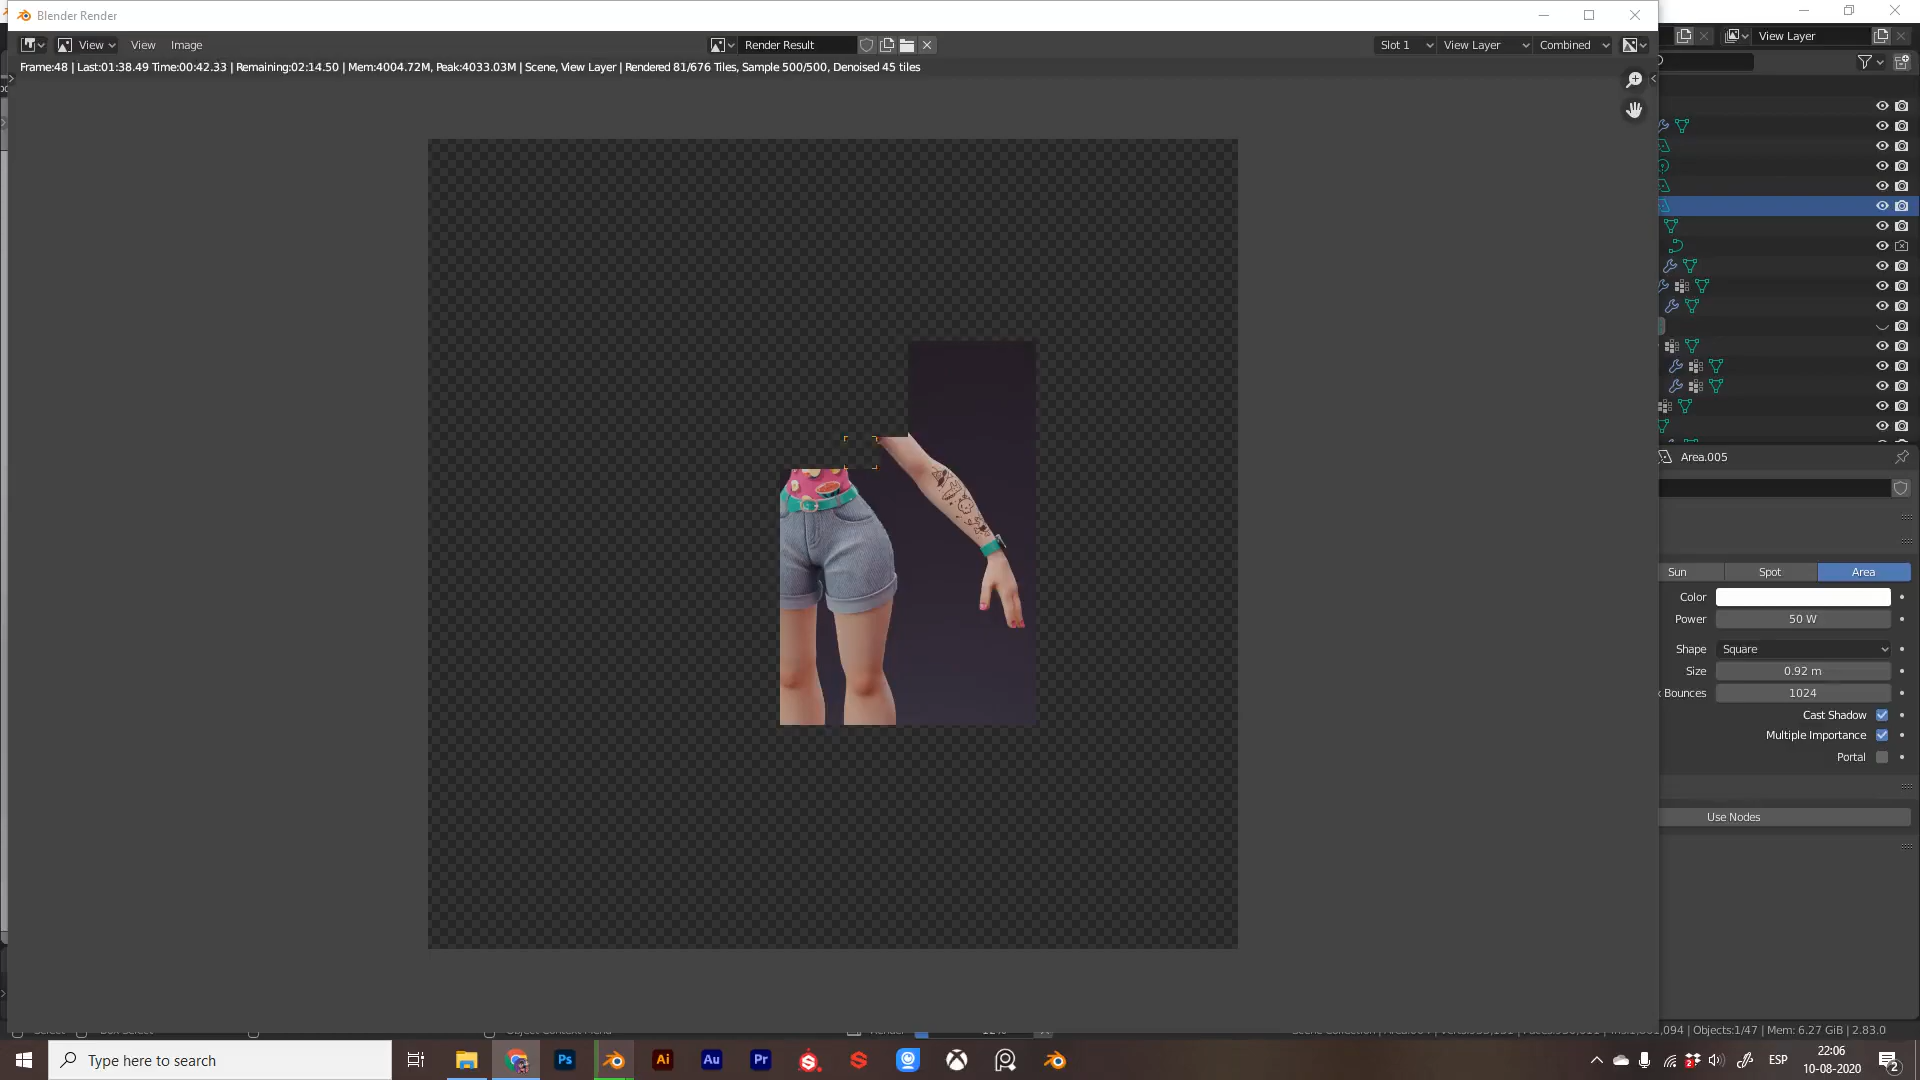 Blender Render
View View Image Render Result Slot 1 View Layer Combined
View Layer
Frame:48 | Last:01:38.49 Time:00:42.33 | Remaining:02:14.50 | Mem:4004.72M, Peak:4033.03M | Scene, View Layer | Rendered 81/676 Tiles, Sample 500/500, Denoised 45 tiles
Area.005
Sun Spot Area
Color
Power 50 W
Shape Square
Size 0.92 m
x Bounces 1024
Cast Shadow
Multiple Importance
Portal
Use Nodes
| Objects:1/47 | Mem: 6.27 GiB | 2.83.0
Type here to search
Ps Ai Au Pr
ESP
22:06
10-08-2020
2
2